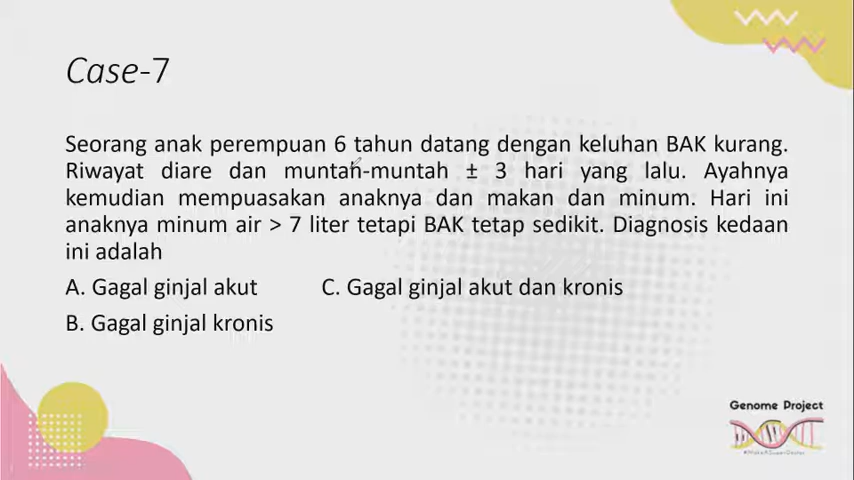 Case-7
Seorang anak perempuan 6 tahun datang dengan keluhan BAK kurang.
Riwayat diare dan muntah-muntah ± 3 hari yang lalu. Ayahnya
kemudian mempuasakan anaknya dan makan dan minum. Hari ini
anaknya minum air > 7 liter tetapi BAK tetap sedikit. Diagnosis kedaan
ini adalah
A. Gagal ginjal akut C. Gagal ginjal akut dan kronis
B. Gagal ginjal kronis
Genome Project